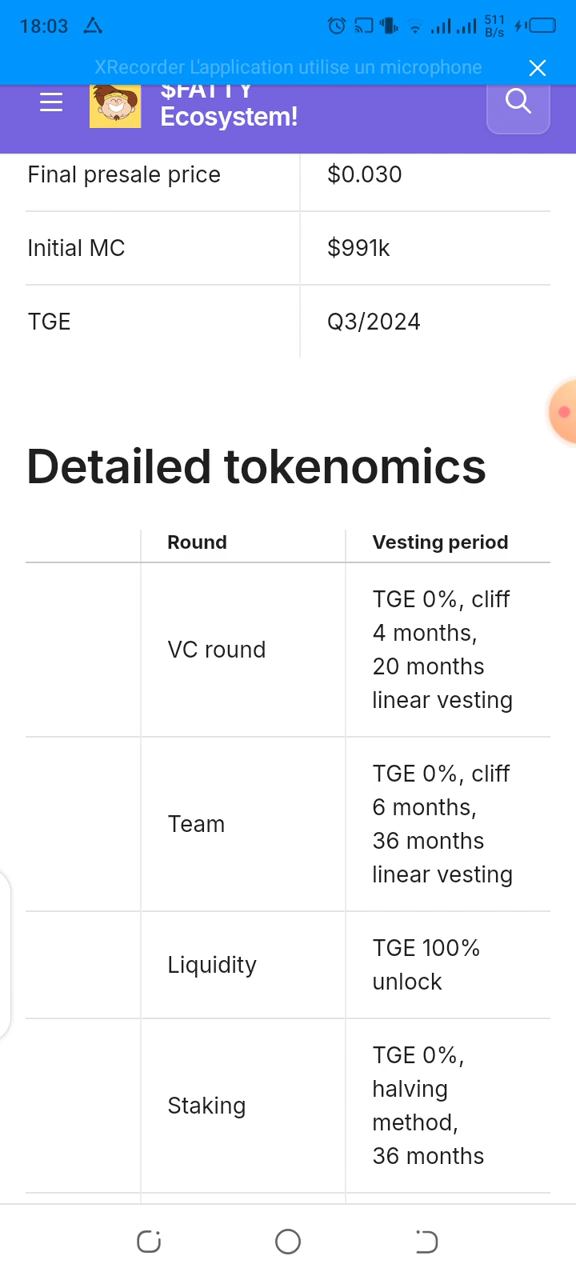 18:03
511
B/s
XRecorder L'application utilise un microphone
$FATTY
Ecosystem!
Final presale price $0.030
Initial MC $991k
TGE Q3/2024
Detailed tokenomics
Round Vesting period
VC round
TGE 0%, cliff
4 months,
20 months
linear vesting
Team
TGE 0%, cliff
6 months,
36 months
linear vesting
Liquidity
TGE 100%
unlock
Staking
TGE 0%,
halving
method,
36 months